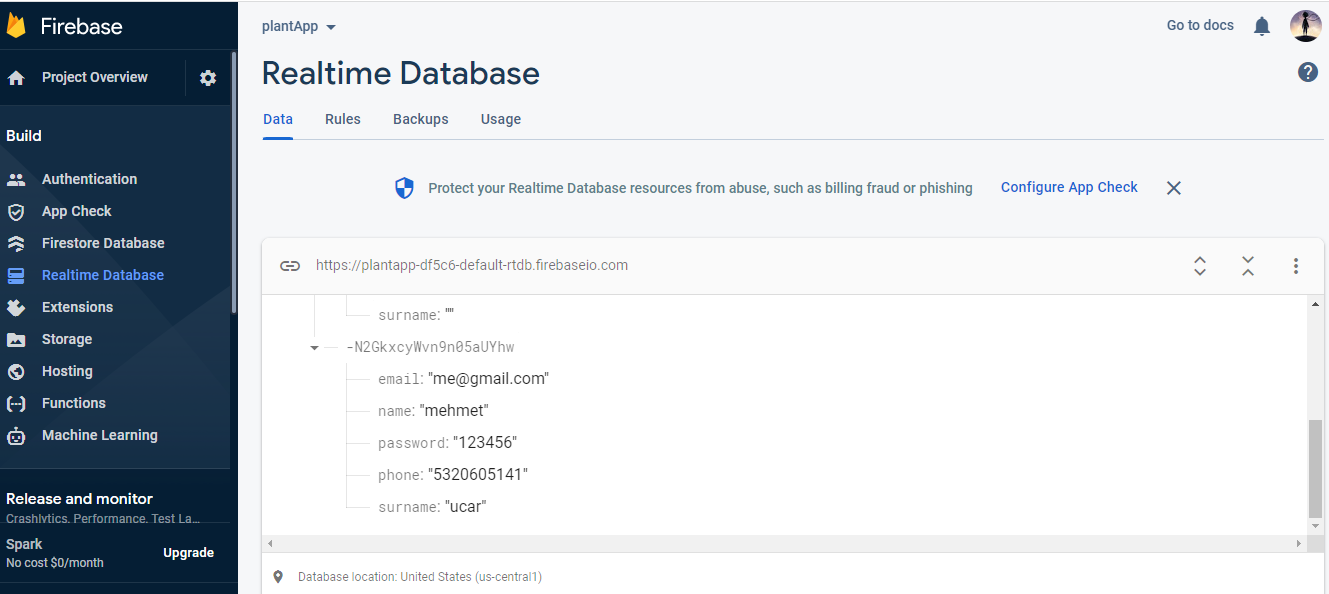 Firebase
plantApp
Go to docs
Project Overview
Realtime Database
Data Rules Backups Usage
Build
Authentication
App Check
Firestore Database
Realtime Database
Extensions
Storage
Hosting
Functions
Machine Learning
Release and monitor
Crashlytics, Performance, Test La...
Spark
No cost $0/month
Upgrade
Protect your Realtime Database resources from abuse, such as billing fraud or phishing
Configure App Check
https://plantapp-df5c6-default-rtdb.firebaseio.com
surname: ""
-N2GkxcyWvn9n05aUYhw
email: "me@gmail.com"
name: "mehmet"
password: "123456"
phone: "5320605141"
surname: "ucar"
Database location: United States (us-central1)